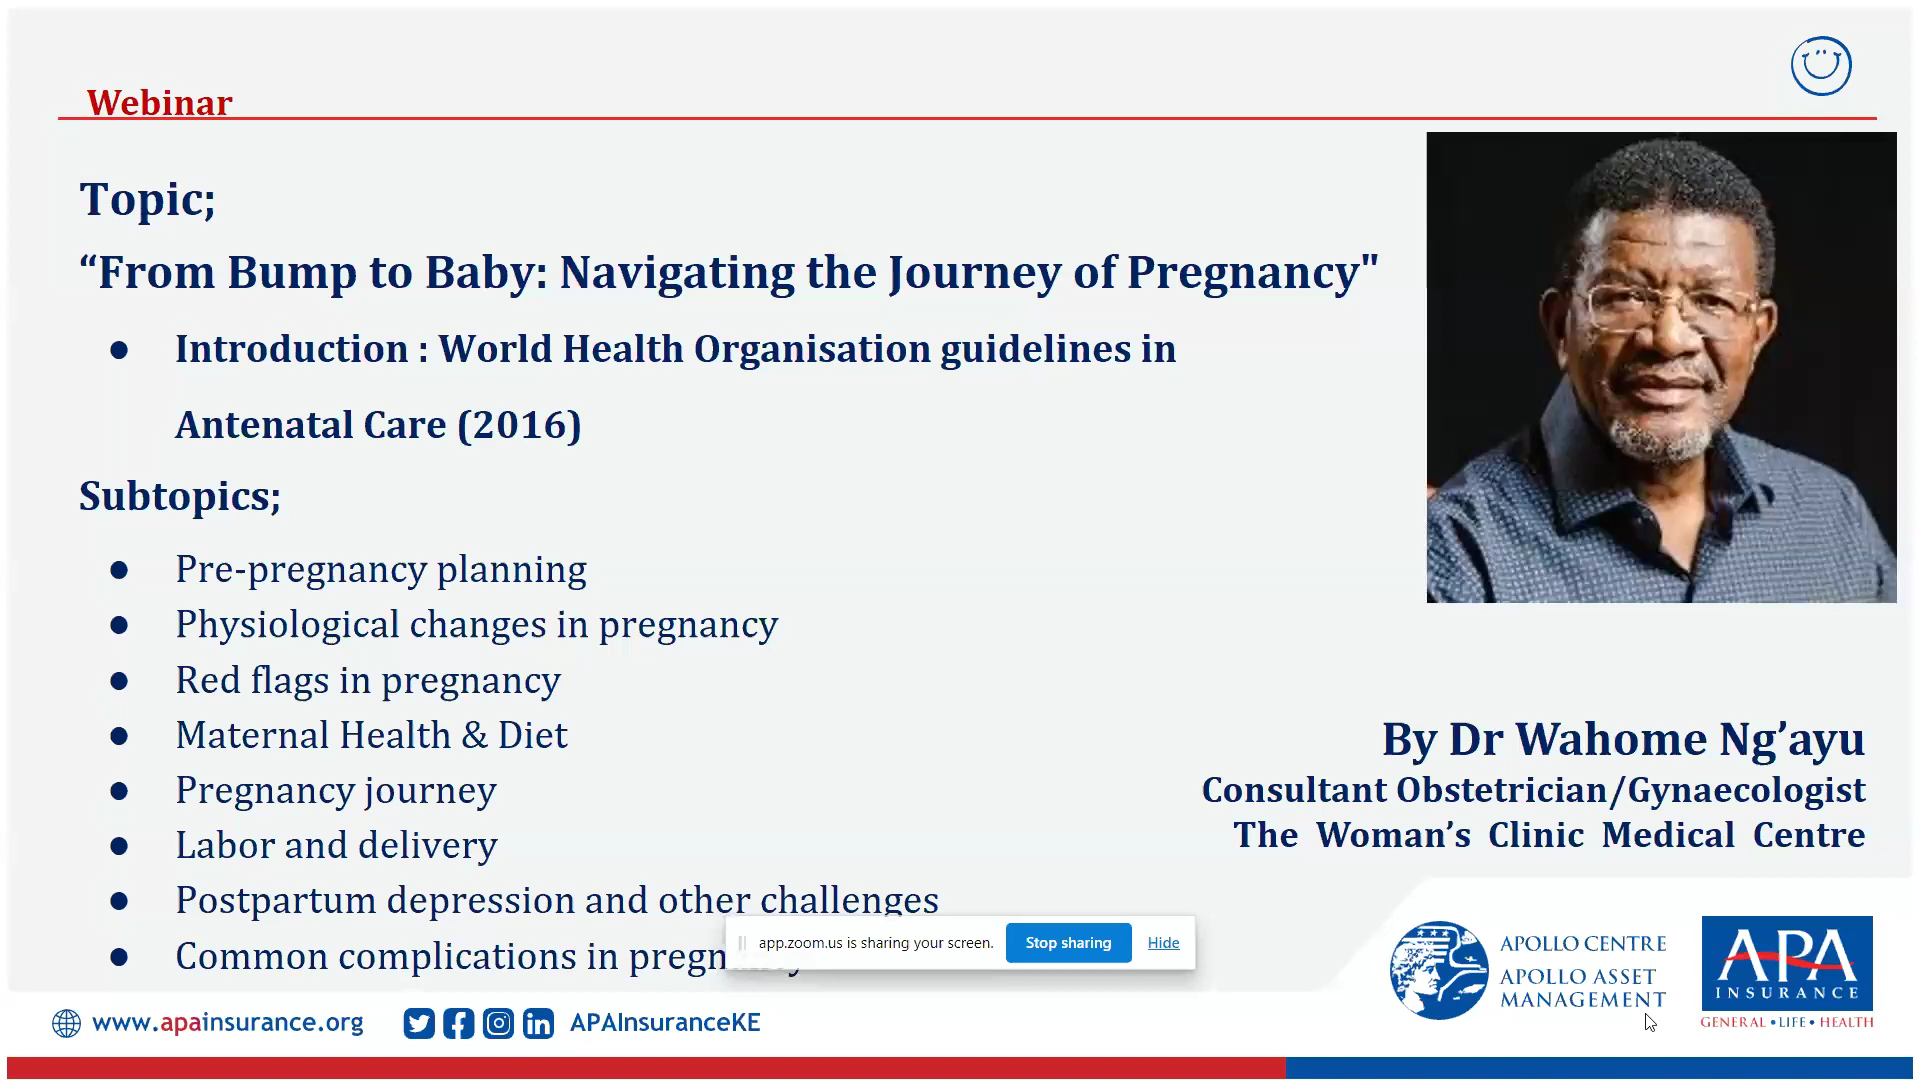 Webinar
Topic;
“From Bump to Baby: Navigating the Journey of Pregnancy"
● Introduction : World Health Organisation guidelines in
Antenatal Care (2016)
Subtopics;
● Pre-pregnancy planning
● Physiological changes in pregnancy
● Red flags in pregnancy
● Maternal Health & Diet
● Pregnancy journey
● Labor and delivery
● Postpartum depression and other challenges
● Common complications in
By Dr Wahome Ng’ayu
Consultant Obstetrician/Gynaecologist
The Woman’s Clinic Medical Centre
app.zoom.us is sharing your screen. Stop sharing Hide
APOLLO CENTRE
APOLLO ASSET
MANAGEMENT
APA
INSURANCE
GENERAL • LIFE • HEALTH
www.apainsurance.org APAInsuranceKE